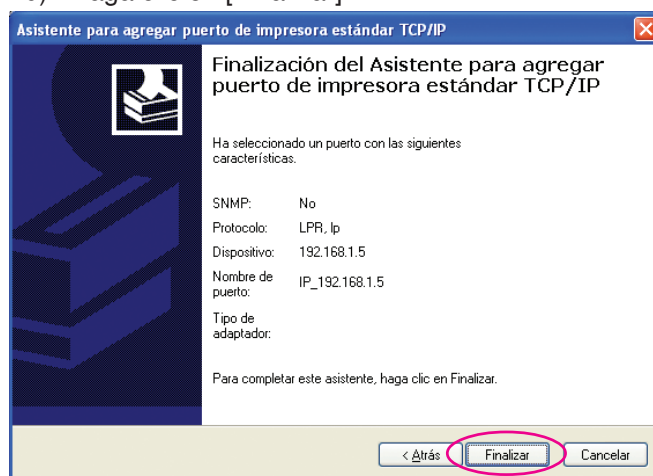 Asistente para agregar puerto de impresora estándar TCP/IP
Finalización del Asistente para agregar
puerto de impresora estándar TCP/IP
Ha seleccionado un puerto con las siguientes
características.
SNMP: No
Protocolo: LPR, lp
Dispositivo: 192.168.1.5
Nombre de
puerto: IP_192.168.1.5
Tipo de
adaptador:
Para completar este asistente, haga clic en Finalizar.
< Atrás Finalizar Cancelar